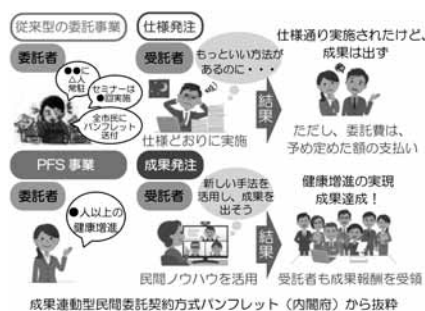 従来型の委託事業
仕様発注
委託者
●●に
△人
常駐
セミナーは
●回実施
全市民に
パンフレット
送付
受託者
もっといい方法が
あるのに・・・
仕様どおりに実施
結果
仕様通り実施されたけど、
成果は出ず
ただし、委託費は、
予め定めた額の支払い
PFS 事業
成果発注
委託者
●人以上の
健康増進
受託者
新しい手法を
活用し、成果を
出そう
民間ノウハウを活用
結果
健康増進の実現
成果達成！
受託者も成果報酬を受領
成果連動型民間委託契約方式パンフレット（内閣府）から抜粋